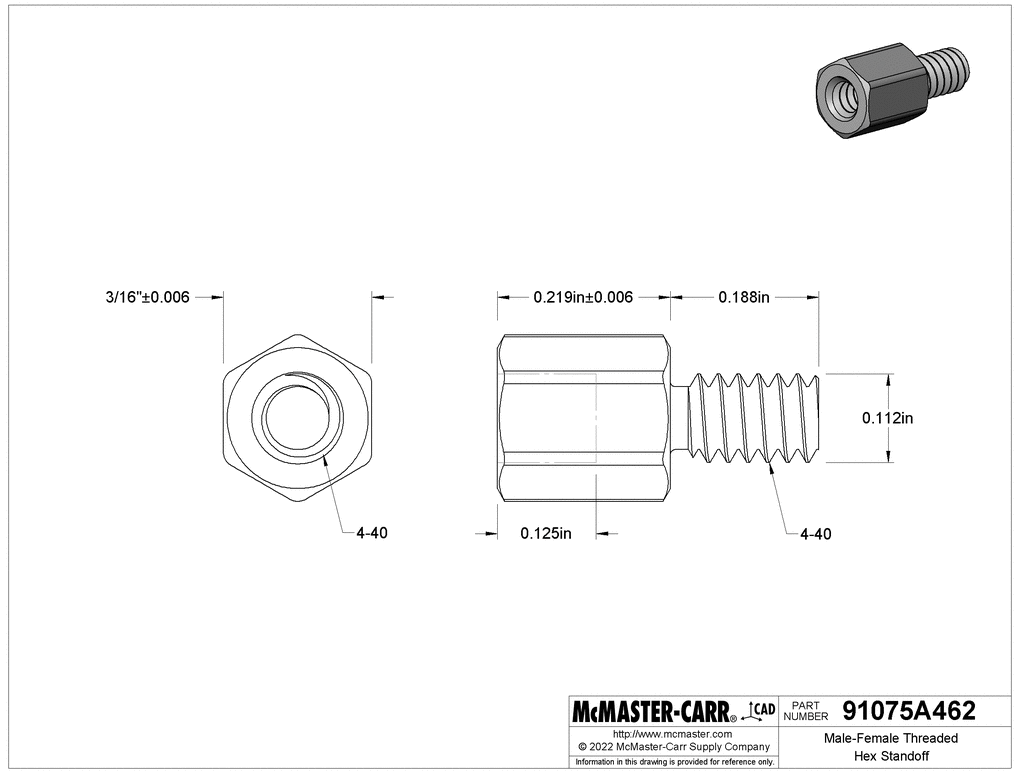 3/16"±0.006
0.219in±0.006
0.188in
0.112in
0.125in
4-40
4-40
McMASTER-CARR® CAD
http://www.mcmaster.com
© 2022 McMaster-Carr Supply Company
Information in this drawing is provided for reference only.
PART
NUMBER
91075A462
Male-Female Threaded
Hex Standoff